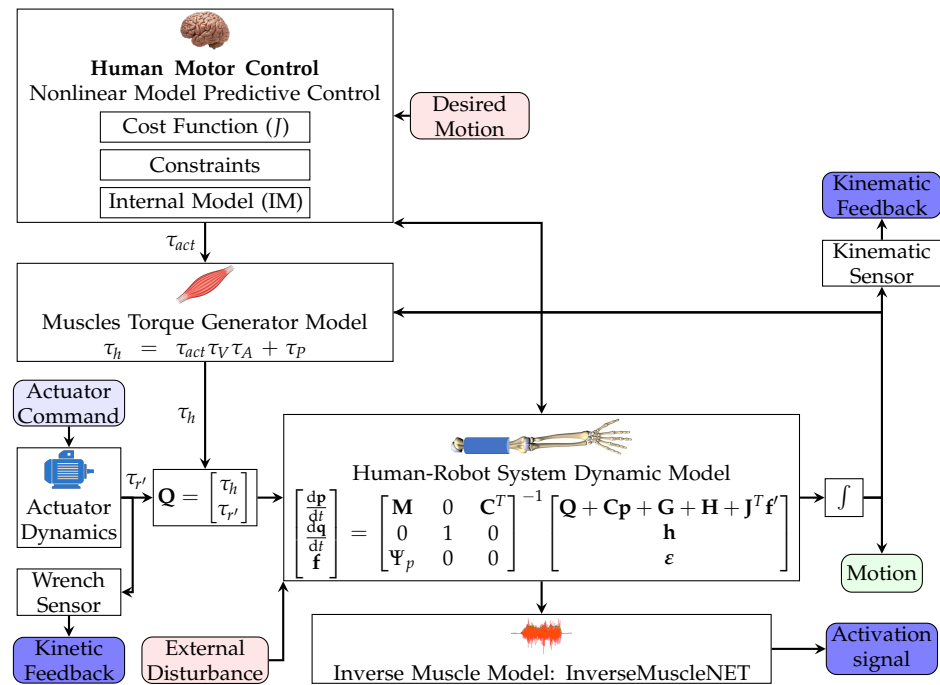 Human Motor Control
Nonlinear Model Predictive Control
Cost Function (J)
Constraints
Internal Model (IM)
Desired
Motion
τ_act
Muscles Torque Generator Model
τ_h = τ_act τ_V τ_A + τ_P
Kinematic
Feedback
Kinematic
Sensor
Actuator
Command
τ_h
Actuator
Dynamics
τ_r′
Q = [τ_h
τ_r′]
Human-Robot System Dynamic Model
[dp/dt
dq/dt
f] = [M 0 C^T
0 1 0
Ψ_p 0 0]^−1 [Q + Cp + G + H + J^T f′
h
ε]
∫
Motion
Wrench
Sensor
Kinetic
Feedback
External
Disturbance
Inverse Muscle Model: InverseMuscleNET
Activation
signal